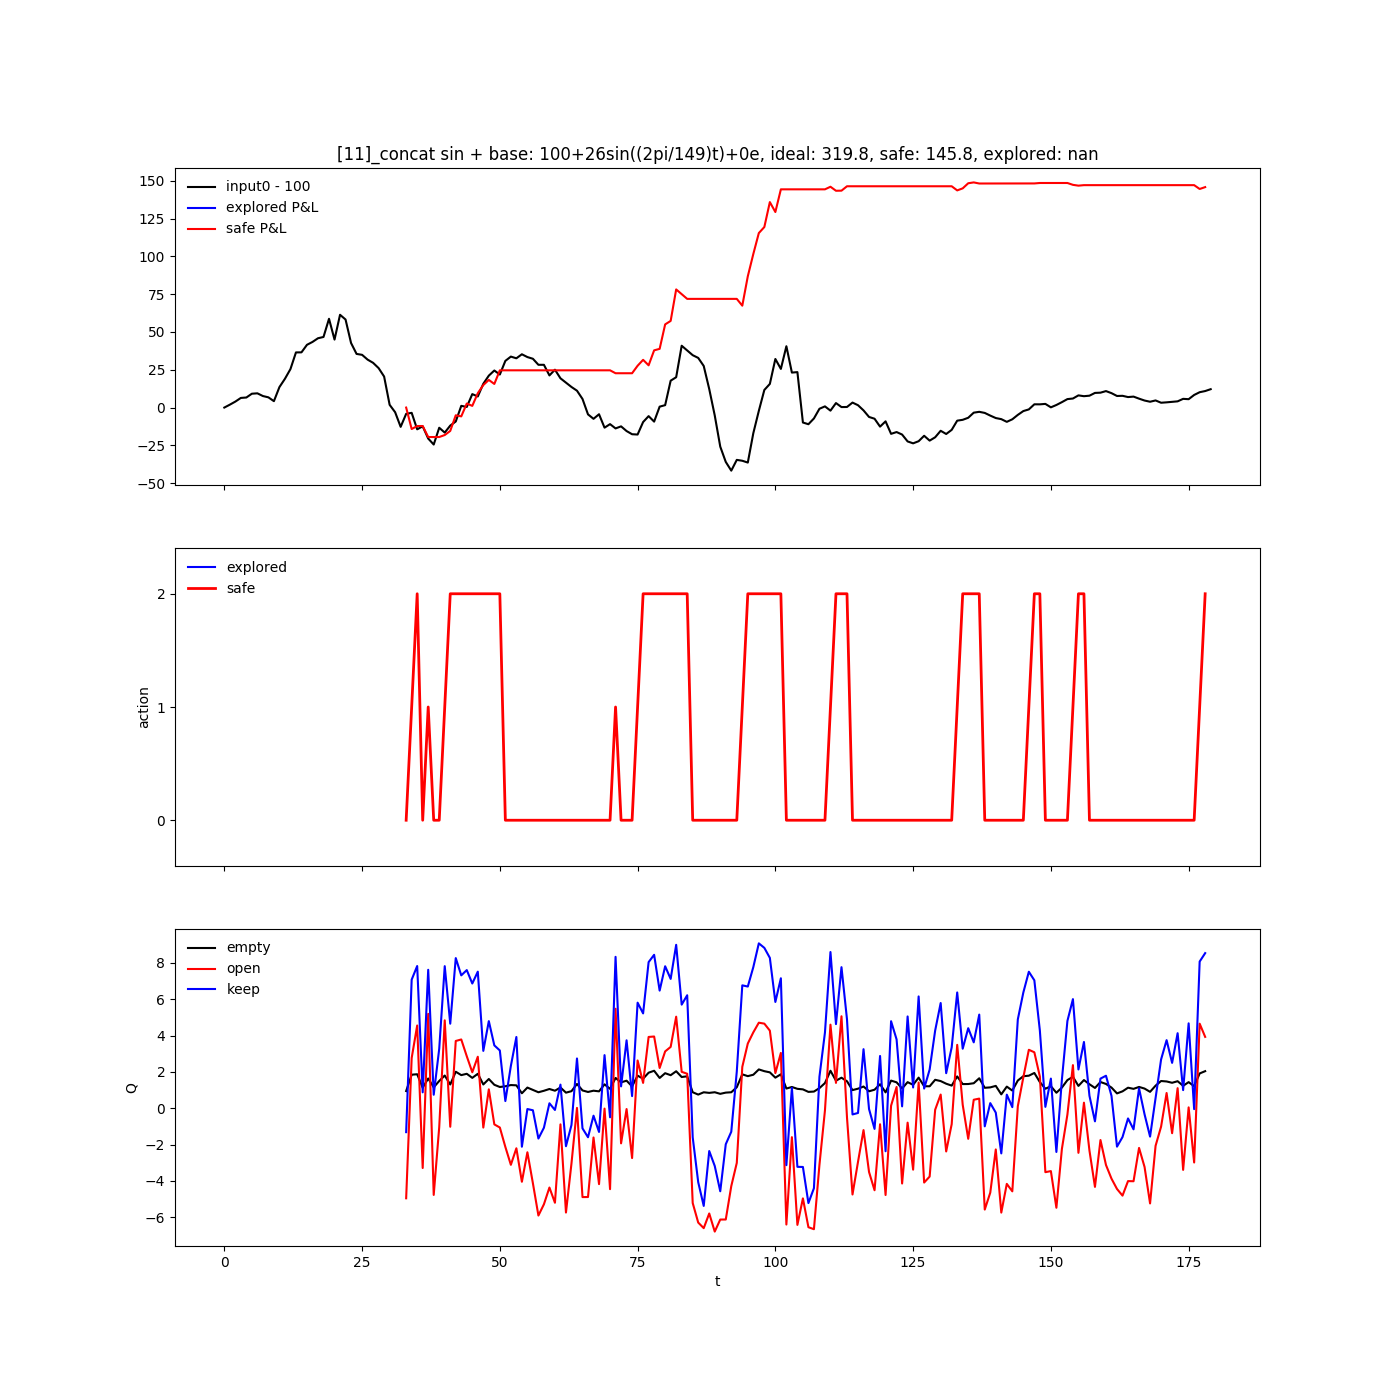 [11]_concat sin + base: 100+26sin((2pi/149)t)+0e, ideal: 319.8, safe: 145.8, explored: nan
150
125
100
75
50
25
0
−25
−50
input0 - 100
explored P&L
safe P&L
2
1
0
action
explored
safe
8
6
4
2
0
−2
−4
−6
Q
empty
open
keep
0 25 50 75 100 125 150 175
t